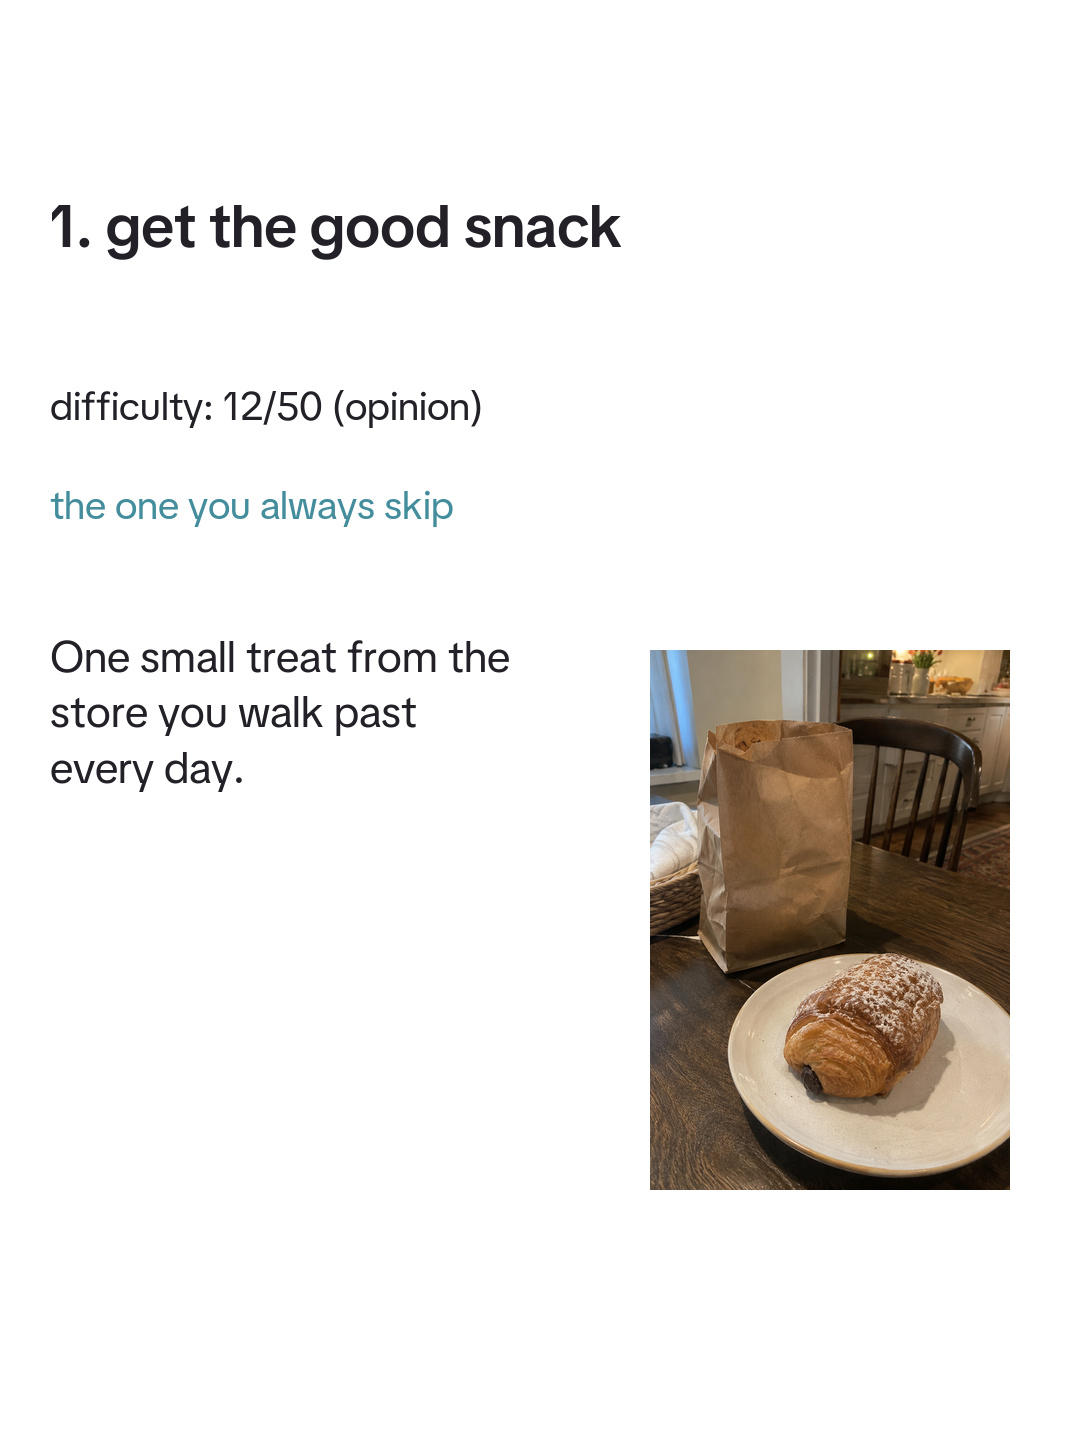 1. get the good snack
difficulty: 12/50 (opinion)
the one you always skip
One small treat from the
store you walk past
every day.